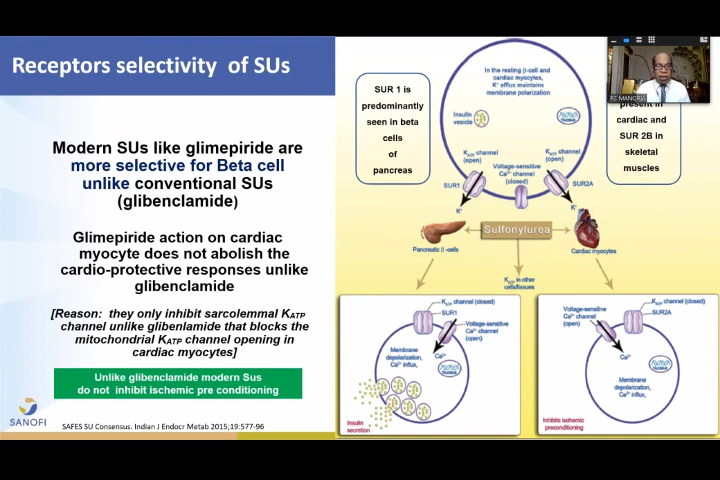 Receptors selectivity of SUs
Modern SUs like glimepiride are
more selective for Beta cell
unlike conventional SUs
(glibenclamide)
Glimepiride action on cardiac
myocyte does not abolish the
cardio-protective responses unlike
glibenclamide
[Reason: they only inhibit sarcolemmal KATP
channel unlike glibenlamide that blocks the
mitochondrial KATP channel opening in
cardiac myocytes]
Unlike glibenclamide modern Sus
do not inhibit ischemic pre conditioning
SANOFI
SAFES SU Consensus. Indian J Endocr Metab 2015;19:577-96
SUR 1 is
predominantly
seen in beta
cells
of
pancreas
In the resting β-cell and
cardiac myocytes,
K+ efflux maintains
membrane polarization
Insulin
vesicle
Nucleus
KATP channel
(open)
Voltage-sensitive
Ca2+ channel
(closed)
KATP channel
(open)
SUR1
SUR2A
K+
K+
PC MANORIA
present in
cardiac and
SUR 2B in
skeletal
muscles
Sulfonylurea
Pancreatic β-cells
Cardiac myocytes
KATP in other
cells/tissues
KATP channel (closed)
SUR1
Voltage-sensitive
Ca2+ channel
(open)
Ca2+
Membrane
depolarization,
Ca2+ influx,
Nucleus
Insulin
secretion
KATP channel (closed)
SUR2A
Voltage-sensitive
Ca2+ channel
(open)
Ca2+
Nucleus
Membrane
depolarization,
Ca2+ influx,
Inhibits ischemic
preconditioning